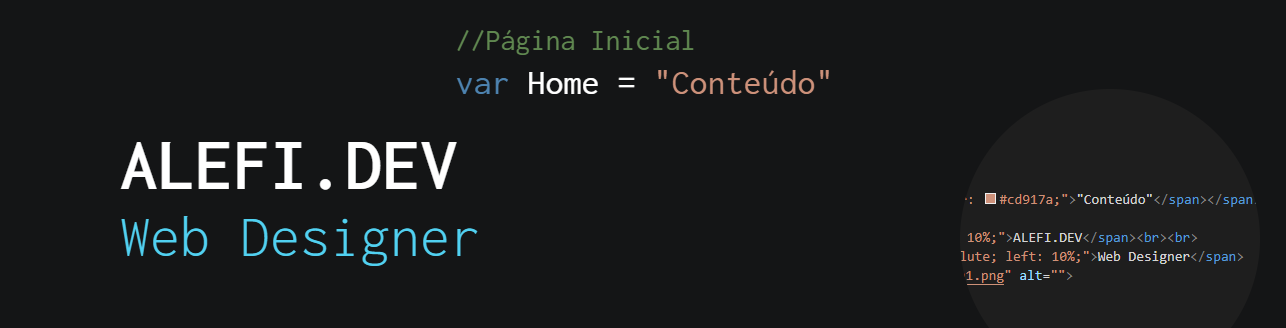 //Página Inicial
var Home = "Conteúdo"
ALEFI.DEV
Web Designer
: #cd917a;">"Conteúdo"</span></span
10%;">ALEFI.DEV</span><br><br>
lute; left: 10%;">Web Designer</span>
1.png" alt="">